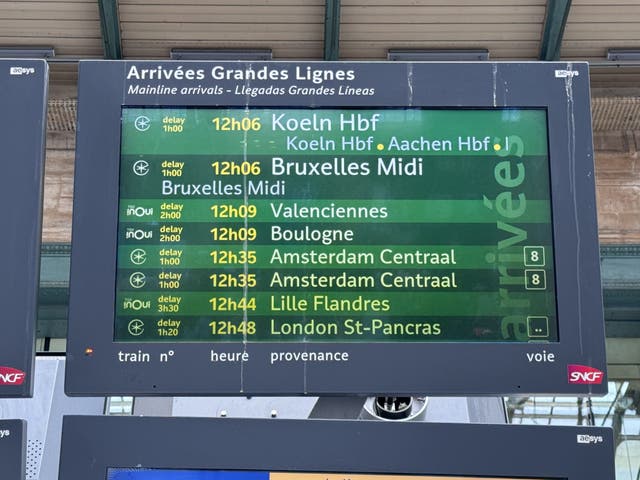 aesys
Arrivées Grandes Lignes
aesys
Mainline arrivals - Llegadas Grandes Líneas
delay 1h00 12h06 Koeln Hbf
Koeln Hbf • Aachen Hbf •
delay 1h00 12h06 Bruxelles Midi
Bruxelles Midi
inOui delay 2h00 12h09 Valenciennes
inOui delay 2h00 12h09 Boulogne
delay 1h00 12h35 Amsterdam Centraal 8
delay 1h00 12h35 Amsterdam Centraal 8
inOui delay 3h30 12h44 Lille Flandres
delay 1h20 12h48 London St-Pancras ..
arrivées
train n° heure provenance voie
SNCF
SNCF
aesys